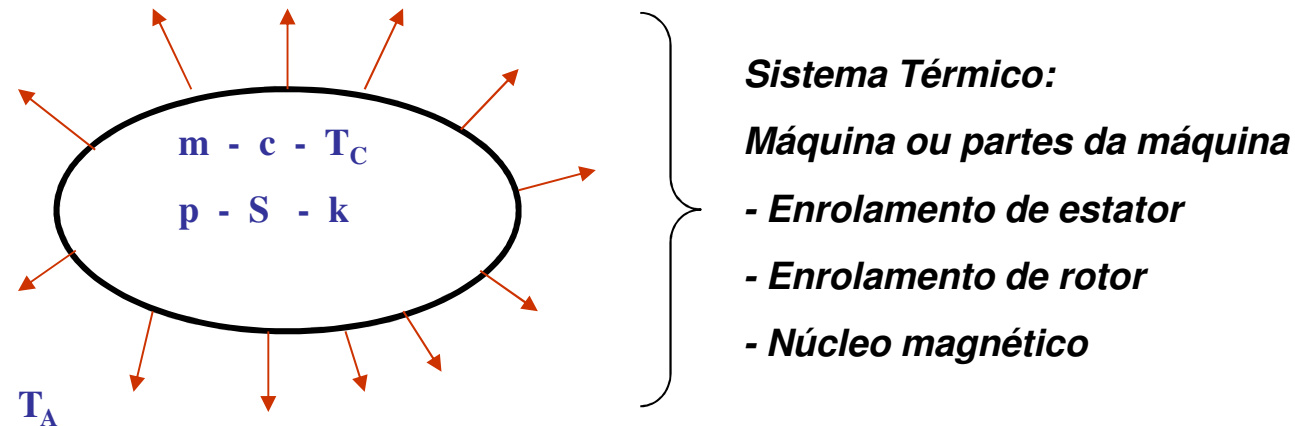 m - c - T_C
p - S - k
T_A
Sistema Térmico:
Máquina ou partes da máquina
- Enrolamento de estator
- Enrolamento de rotor
- Núcleo magnético